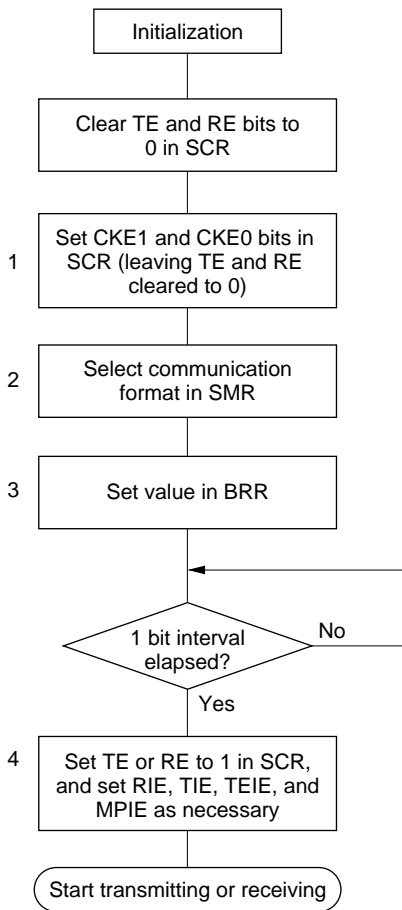 Initialization
Clear TE and RE bits to
0 in SCR
1
Set CKE1 and CKE0 bits in
SCR (leaving TE and RE
cleared to 0)
2
Select communication
format in SMR
3
Set value in BRR
1 bit interval
elapsed?
No
Yes
4
Set TE or RE to 1 in SCR,
and set RIE, TIE, TEIE, and
MPIE as necessary
Start transmitting or receiving